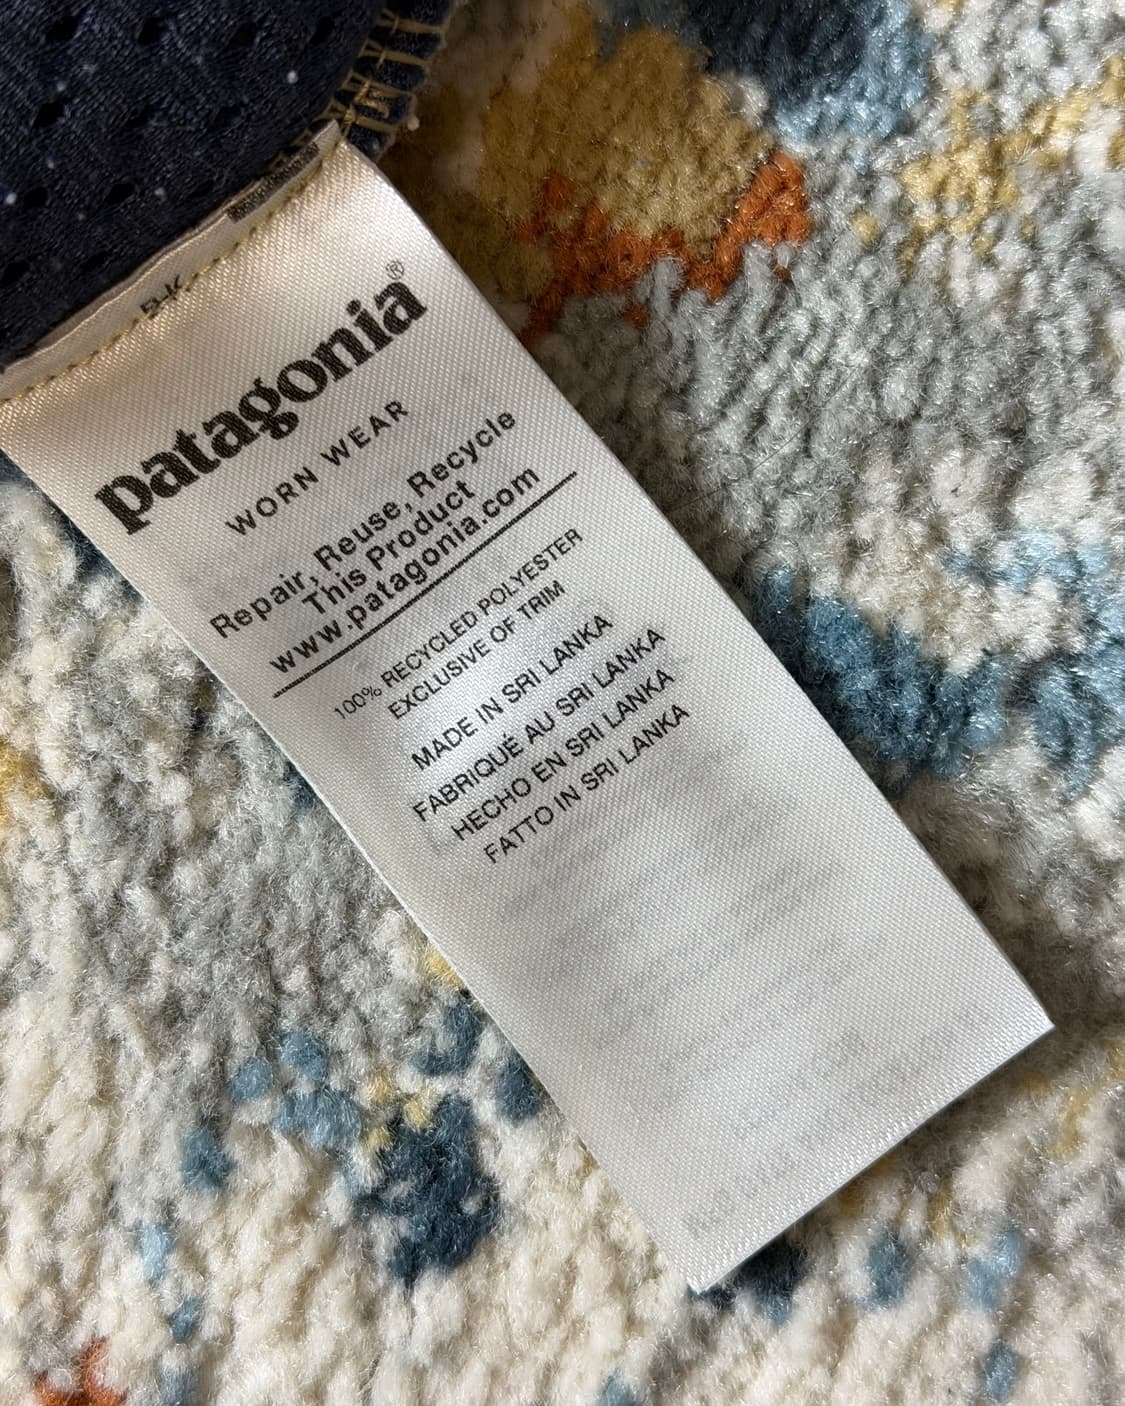 patagonia®
WORN WEAR
Repair, Reuse, Recycle
This Product
www.patagonia.com
100% RECYCLED POLYESTER
EXCLUSIVE OF TRIM
MADE IN SRI LANKA
FABRIQUÉ AU SRI LANKA
HECHO EN SRI LANKA
FATTO IN SRI LANKA